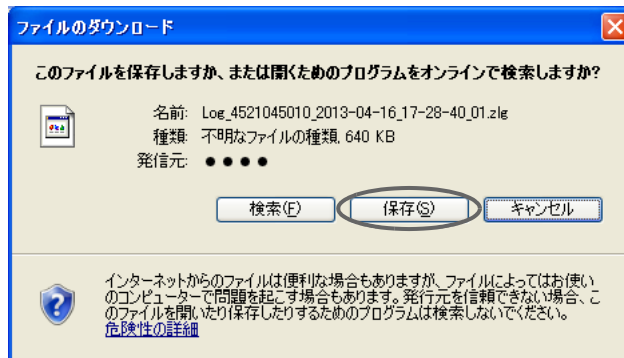 ファイルのダウンロード
このファイルを保存しますか、または開くためのプログラムをオンラインで検索しますか?
名前: Log_4521045010_2013-04-16_17-28-40_01.zlg
種類: 不明なファイルの種類, 640 KB
発信元: ●●●●
検索(F) 保存(S) キャンセル
インターネットからのファイルは便利な場合もありますが、ファイルによってはお使い
のコンピューターで問題を起こす場合もあります。発行元を信頼できない場合、こ
のファイルを開いたり保存したりするためのプログラムは検索しないでください。
危険性の詳細